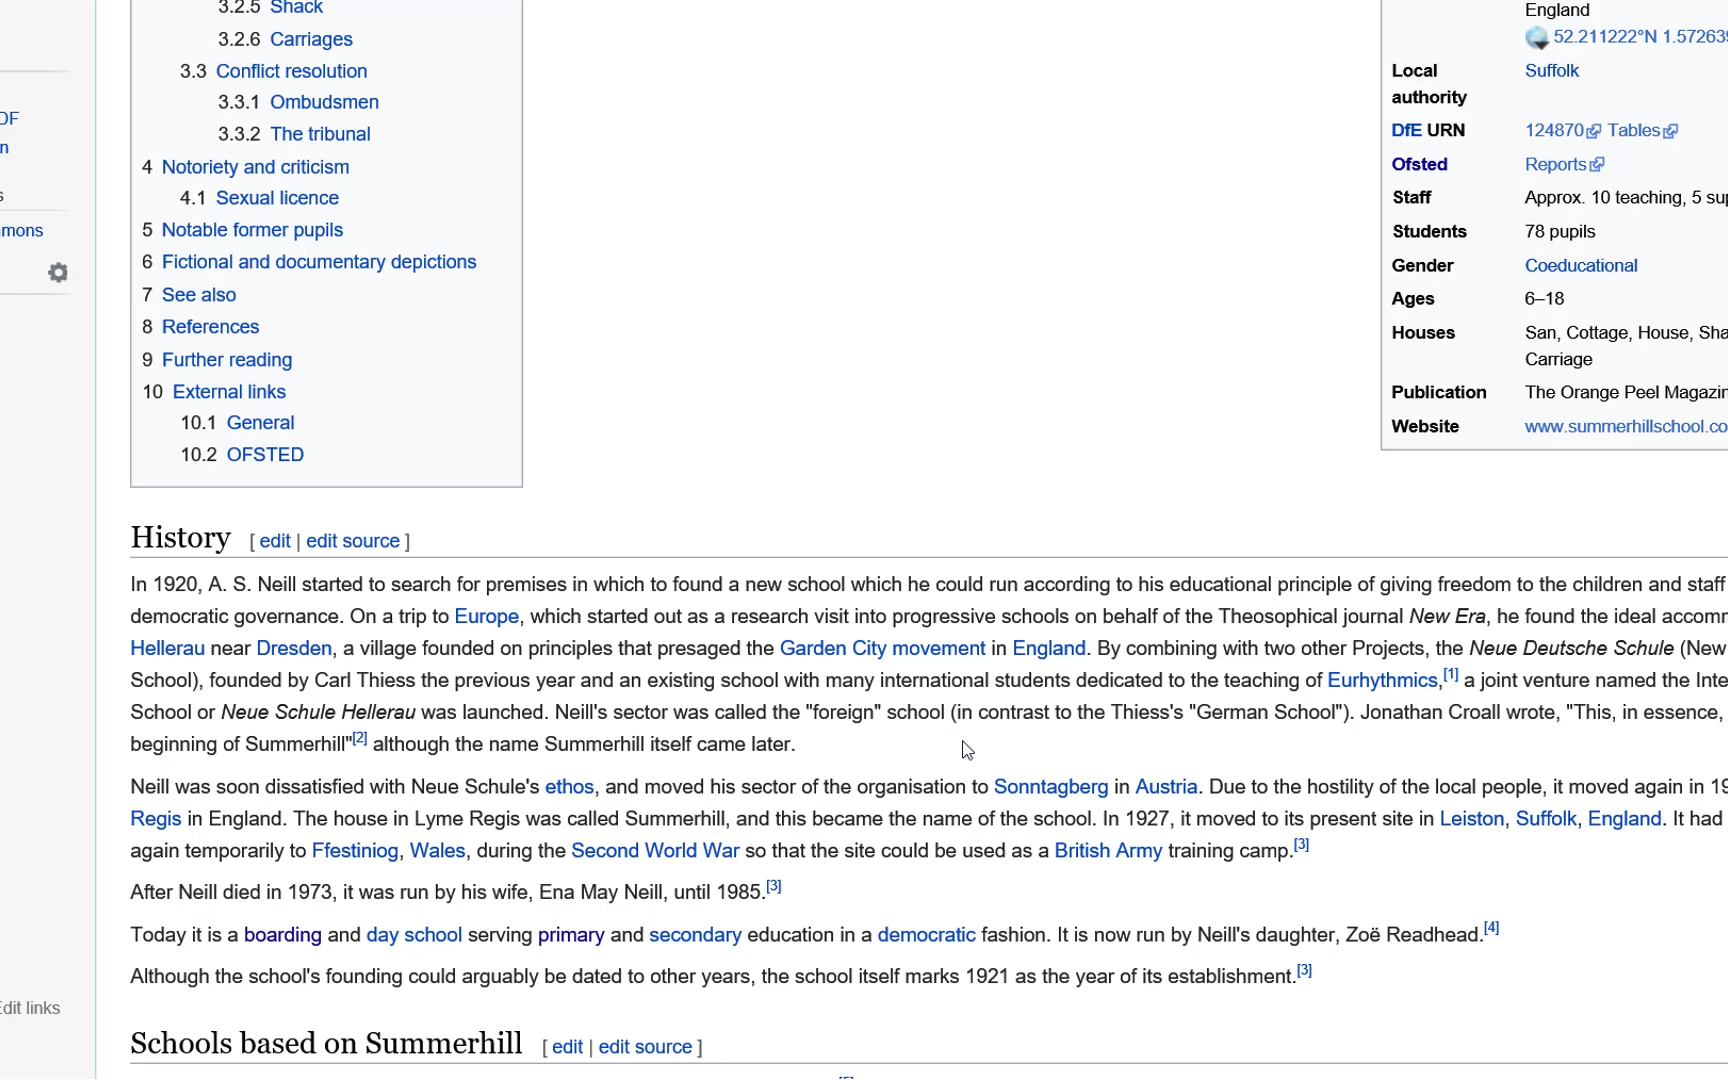 3.2.5 Shack
3.2.6 Carriages
3.3 Conflict resolution
3.3.1 Ombudsmen
3.3.2 The tribunal
4 Notoriety and criticism
4.1 Sexual licence
5 Notable former pupils
6 Fictional and documentary depictions
7 See also
8 References
9 Further reading
10 External links
10.1 General
10.2 OFSTED
England
52.211222°N 1.57263
Local authority Suffolk
DfE URN 124870 Tables
Ofsted Reports
Staff Approx. 10 teaching, 5
Students 78 pupils
Gender Coeducational
Ages 6–18
Houses San, Cottage, House,
Carriage
Publication The Orange Peel
Website www.summerhillschool.co
History [ edit | edit source ]
In 1920, A. S. Neill started to search for premises in which to found a new school which he could run according to his educational principle of giving freedom to the children and staff
democratic governance. On a trip to Europe, which started out as a research visit into progressive schools on behalf of the Theosophical journal New Era, he found the ideal
Hellerau near Dresden, a village founded on principles that presaged the Garden City movement in England. By combining with two other Projects, the Neue Deutsche Schule (New
School), founded by Carl Thiess the previous year and an existing school with many international students dedicated to the teaching of Eurhythmics,[1] a joint venture named the
School or Neue Schule Hellerau was launched. Neill's sector was called the "foreign" school (in contrast to the Thiess's "German School"). Jonathan Croall wrote, "This, in essence,
beginning of Summerhill"[2] although the name Summerhill itself came later.
Neill was soon dissatisfied with Neue Schule's ethos, and moved his sector of the organisation to Sonntagberg in Austria. Due to the hostility of the local people, it moved again in
Regis in England. The house in Lyme Regis was called Summerhill, and this became the name of the school. In 1927, it moved to its present site in Leiston, Suffolk, England. It had
again temporarily to Ffestiniog, Wales, during the Second World War so that the site could be used as a British Army training camp.[3]
After Neill died in 1973, it was run by his wife, Ena May Neill, until 1985.[3]
Today it is a boarding and day school serving primary and secondary education in a democratic fashion. It is now run by Neill's daughter, Zoë Readhead.[4]
Although the school's founding could arguably be dated to other years, the school itself marks 1921 as the year of its establishment.[3]
Edit links
Schools based on Summerhill [ edit | edit source ]